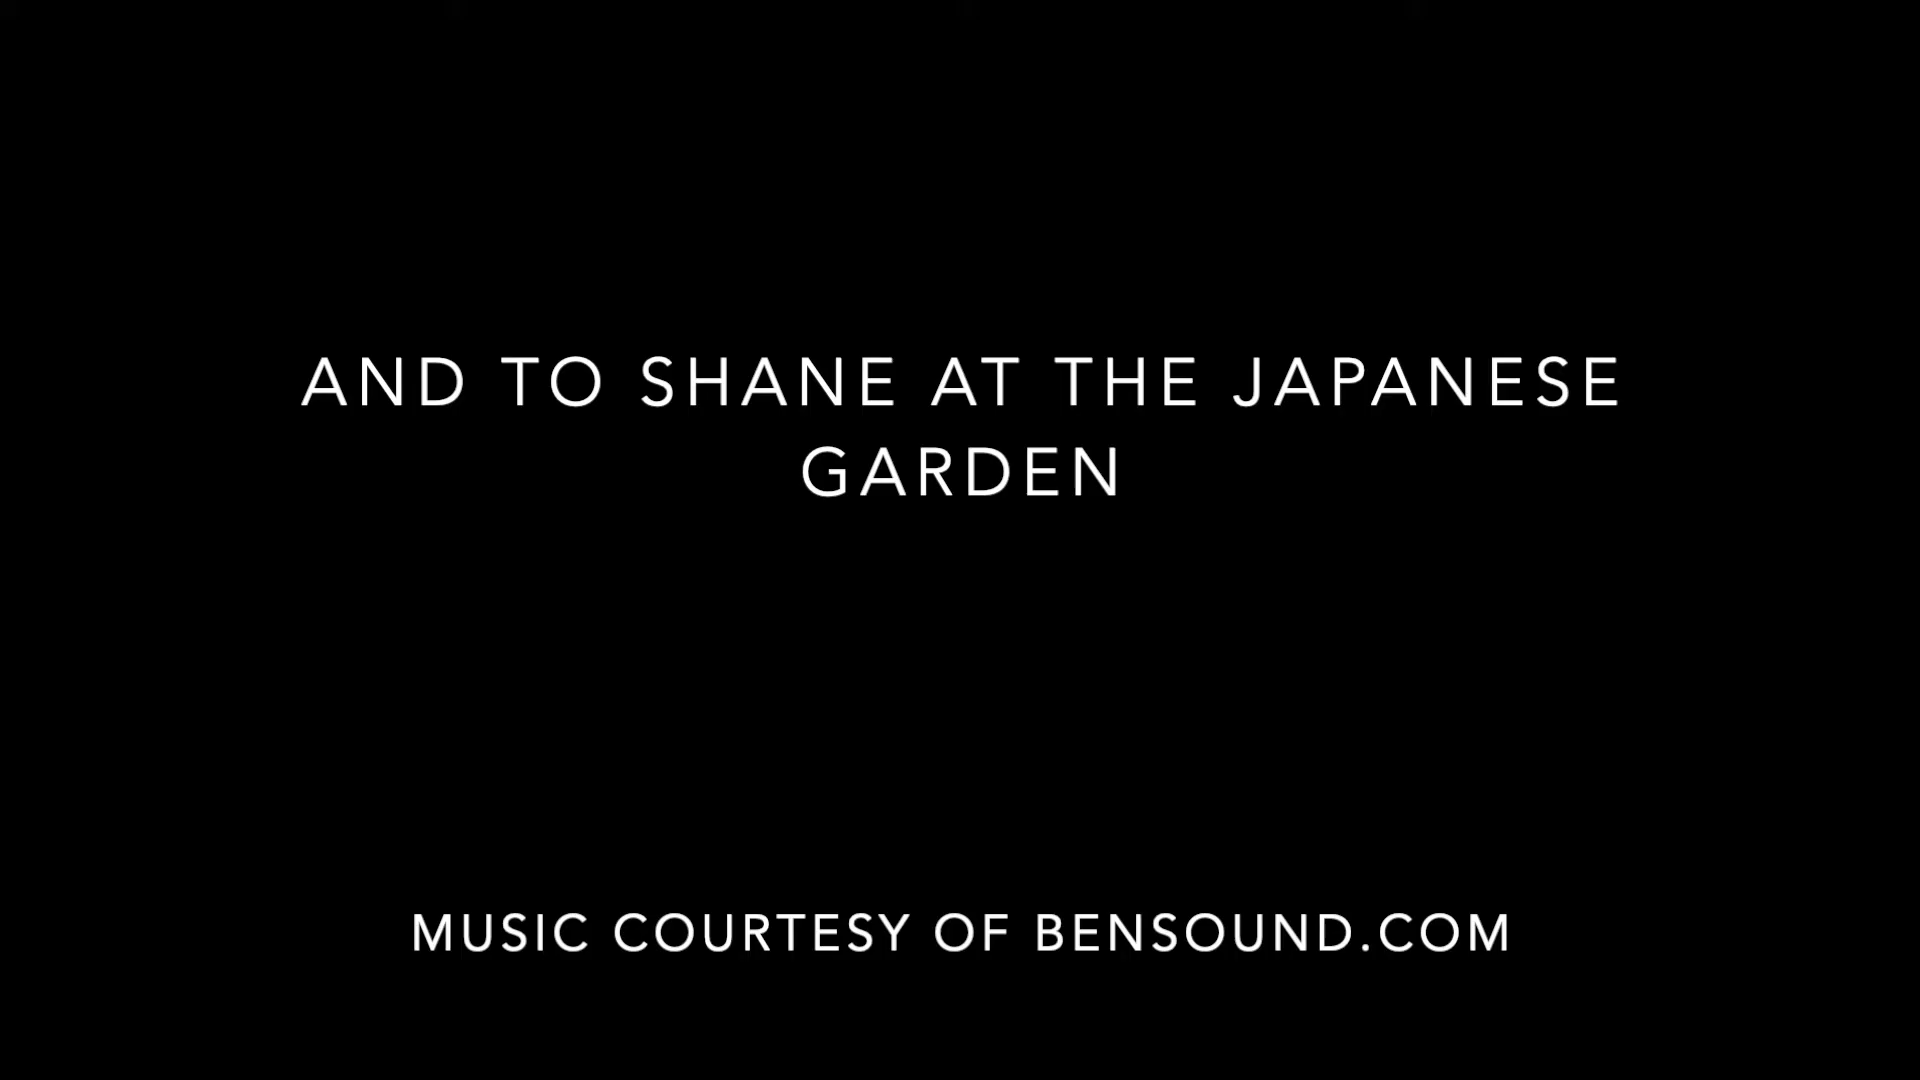 AND TO SHANE AT THE JAPANESE
GARDEN
MUSIC COURTESY OF BENSOUND.COM